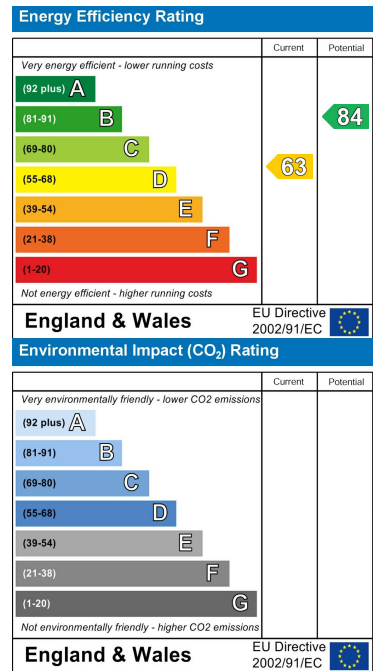 Energy Efficiency Rating
Current Potential
Very energy efficient - lower running costs
(92 plus) A
(81-91) B
84
(69-80) C
63
(55-68) D
(39-54) E
(21-38) F
(1-20) G
Not energy efficient - higher running costs
England & Wales
EU Directive
2002/91/EC
Environmental Impact (CO₂) Rating
Current Potential
Very environmentally friendly - lower CO2 emissions
(92 plus) A
(81-91) B
(69-80) C
(55-68) D
(39-54) E
(21-38) F
(1-20) G
Not environmentally friendly - higher CO2 emissions
England & Wales
EU Directive
2002/91/EC